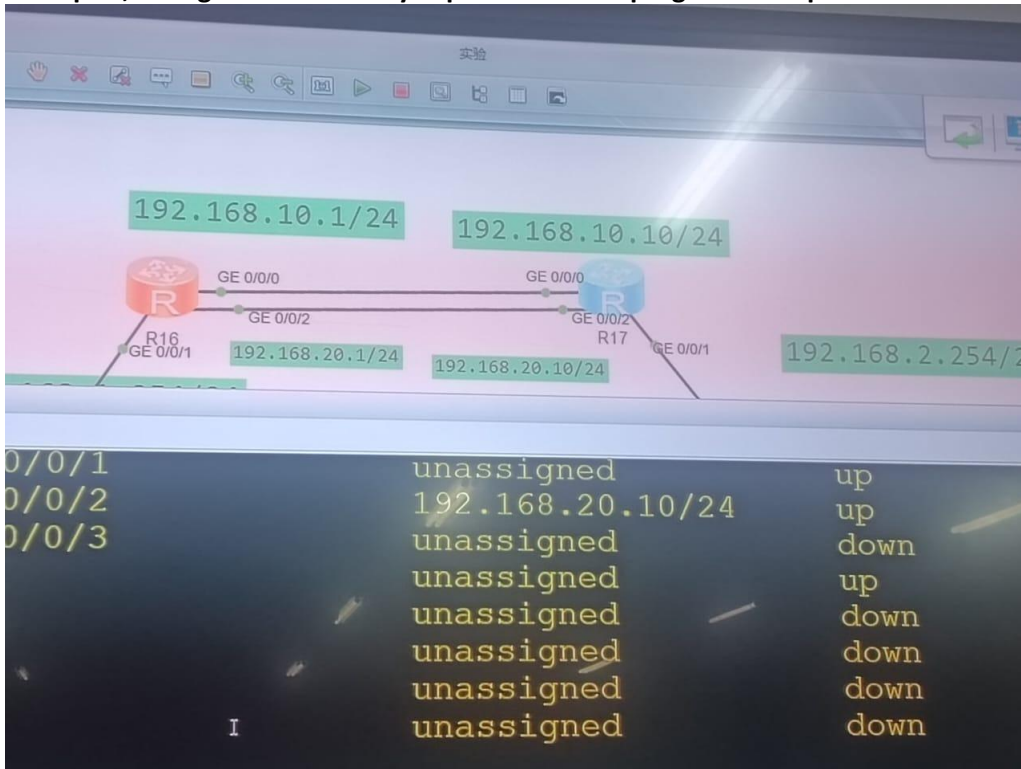 实验
192.168.10.1/24
192.168.10.10/24
GE 0/0/0
GE 0/0/0
R
R
GE 0/0/2
GE 0/0/2
R16
R17
GE 0/0/1
GE 0/0/1
192.168.20.1/24
192.168.20.10/24
192.168.2.254/2
0/0/1 unassigned up
0/0/2 192.168.20.10/24 up
0/0/3 unassigned down
unassigned up
unassigned down
unassigned down
unassigned down
unassigned down